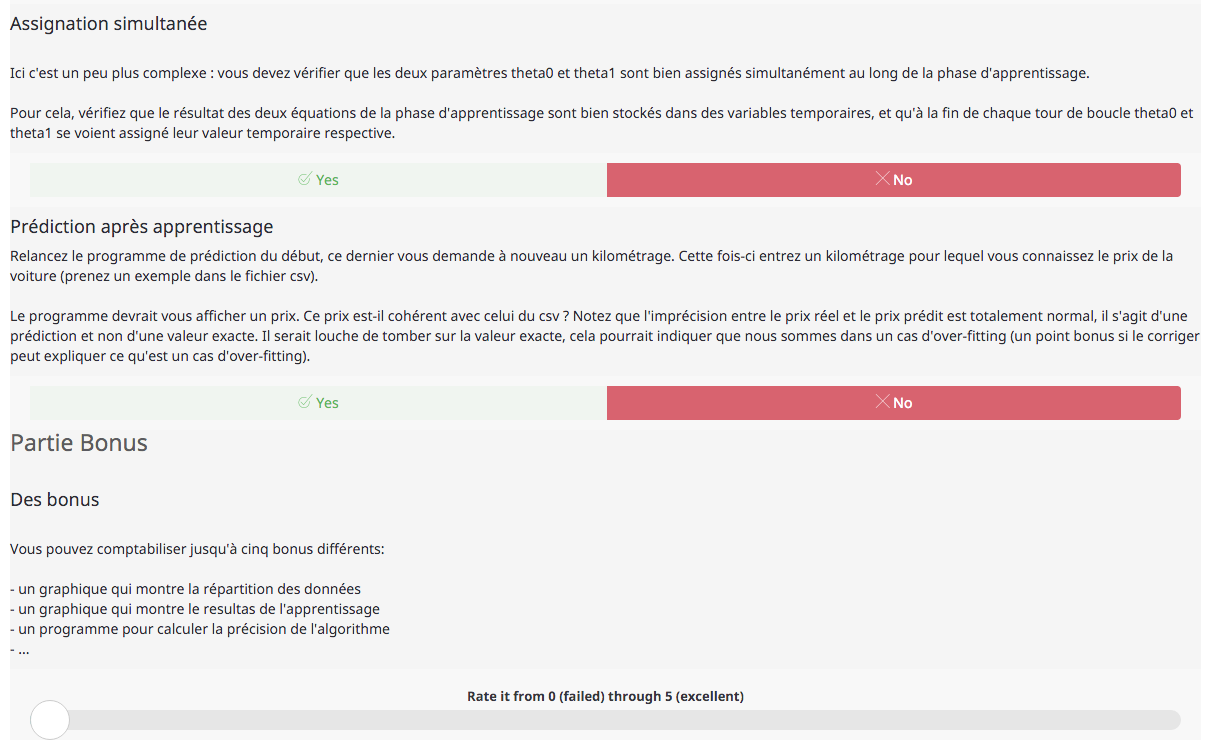 Assignation simultanée
Ici c'est un peu plus complexe : vous devez vérifier que les deux paramètres theta0 et theta1 sont bien assignés simultanément au long de la phase d'apprentissage.
Pour cela, vérifiez que le résultat des deux équations de la phase d'apprentissage sont bien stockés dans des variables temporaires, et qu'à la fin de chaque tour de boucle theta0 et
theta1 se voient assigné leur valeur temporaire respective.
Yes
No
Prédiction après apprentissage
Relancez le programme de prédiction du début, ce dernier vous demande à nouveau un kilométrage. Cette fois-ci entrez un kilométrage pour lequel vous connaissez le prix de la
voiture (prenez un exemple dans le fichier csv).
Le programme devrait vous afficher un prix. Ce prix est-il cohérent avec celui du csv ? Notez que l'imprécision entre le prix réel et le prix prédit est totalement normal, il s'agit d'une
prédiction et non d'une valeur exacte. Il serait louche de tomber sur la valeur exacte, cela pourrait indiquer que nous sommes dans un cas d'over-fitting (un point bonus si le corriger
peut expliquer ce qu'est un cas d'over-fitting).
Yes
No
Partie Bonus
Des bonus
Vous pouvez comptabiliser jusqu'à cinq bonus différents:
- un graphique qui montre la répartition des données
- un graphique qui montre le resultas de l'apprentissage
- un programme pour calculer la précision de l'algorithme
- ...
Rate it from 0 (failed) through 5 (excellent)